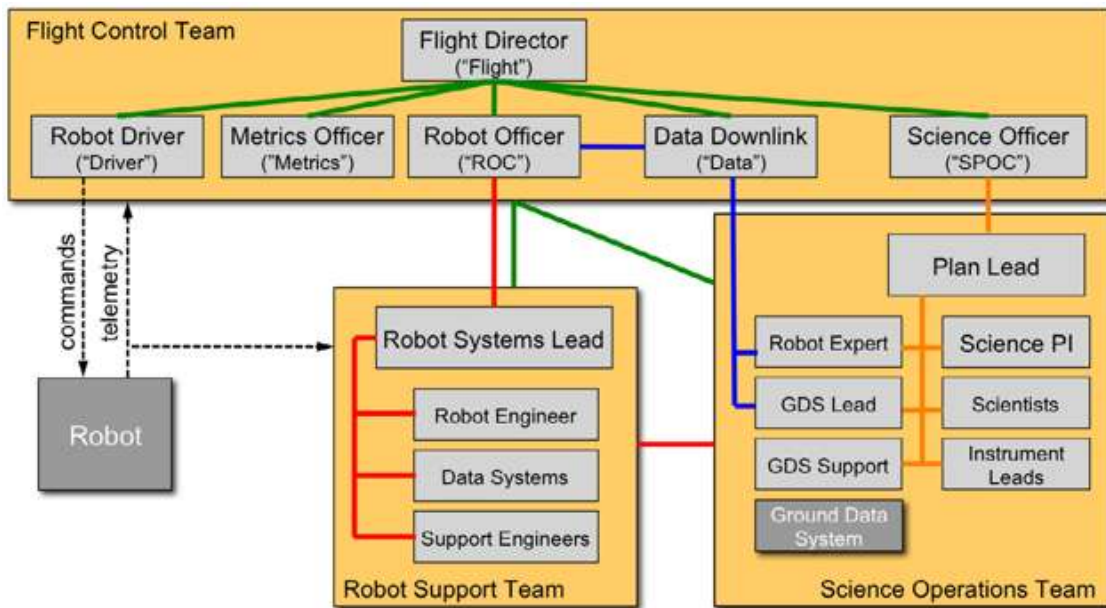 Flight Control Team
Flight Director
(“Flight”)
Robot Driver
(“Driver”)
Metrics Officer
(”Metrics”)
Robot Officer
(“ROC”)
Data Downlink
(“Data”)
Science Officer
(“SPOC”)
commands
telemetry
Robot
Robot Systems Lead
Robot Engineer
Data Systems
Support Engineers
Robot Support Team
Plan Lead
Robot Expert
Science PI
GDS Lead
Scientists
GDS Support
Instrument
Leads
Ground Data
System
Science Operations Team